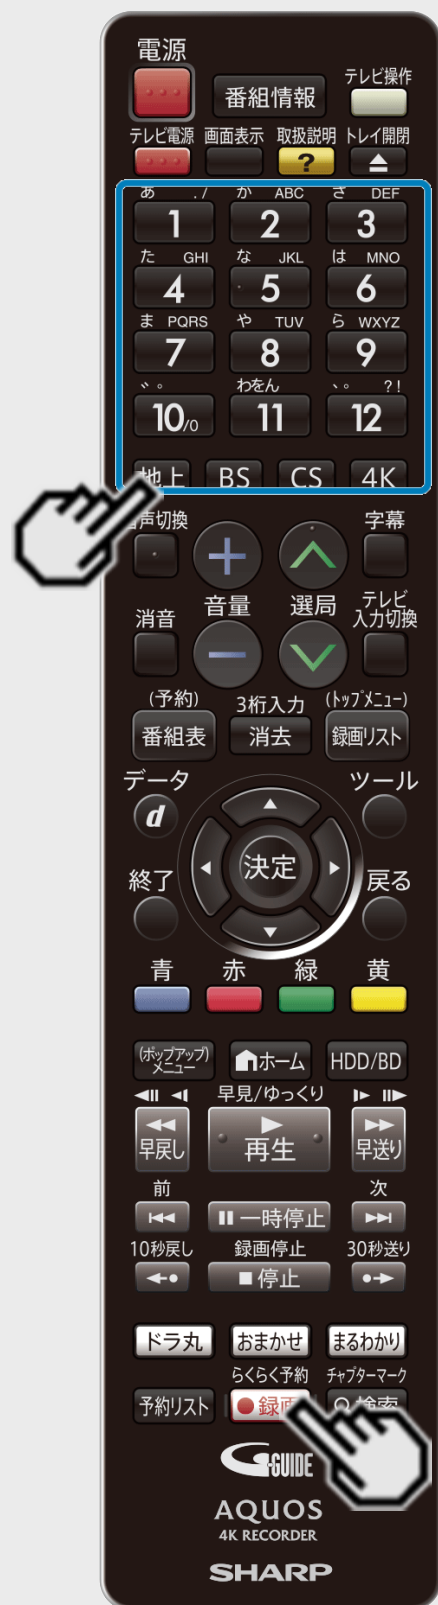 電源
番組情報
テレビ操作
テレビ電源 画面表示 取扱説明 トレイ開閉
?
あ ./ か ABC さ DEF
1 2 3
た GHI な JKL は MNO
4 5 6
ま PQRS や TUV ら WXYZ
7 8 9
゛゜ わをん 、。 ?!
10/0 11 12
地上 BS CS 4K
声切換 字幕
+
消音 音量 選局 テレビ
入力切換
−
(予約) 3桁入力 (トップメニュー)
番組表 消去 録画リスト
データ ツール
d
決定
終了 戻る
青 赤 緑 黄
(ポップアップ)
メニュー ホーム HDD/BD
早見/ゆっくり
早戻し 再生 早送り
前 次
一時停止
10秒戻し 録画停止 30秒送り
停止
ドラ丸 おまかせ まるわかり
らくらく予約 チャプターマーク
予約リスト 録画 検索
G-GUIDE
AQUOS
4K RECORDER
SHARP